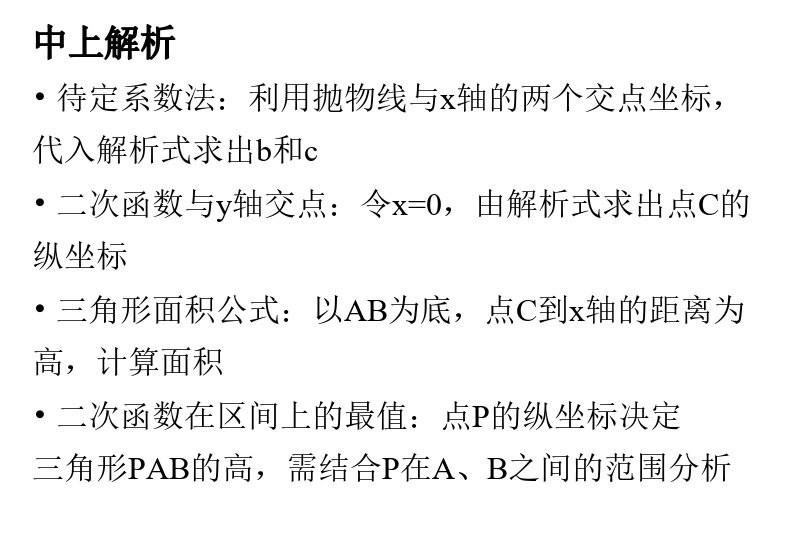 中上解析
• 待定系数法：利用抛物线与x轴的两个交点坐标，
代入解析式求出b和c
• 二次函数与y轴交点：令x=0，由解析式求出点C的
纵坐标
• 三角形面积公式：以AB为底，点C到x轴的距离为
高，计算面积
• 二次函数在区间上的最值：点P的纵坐标决定
三角形PAB的高，需结合P在A、B之间的范围分析